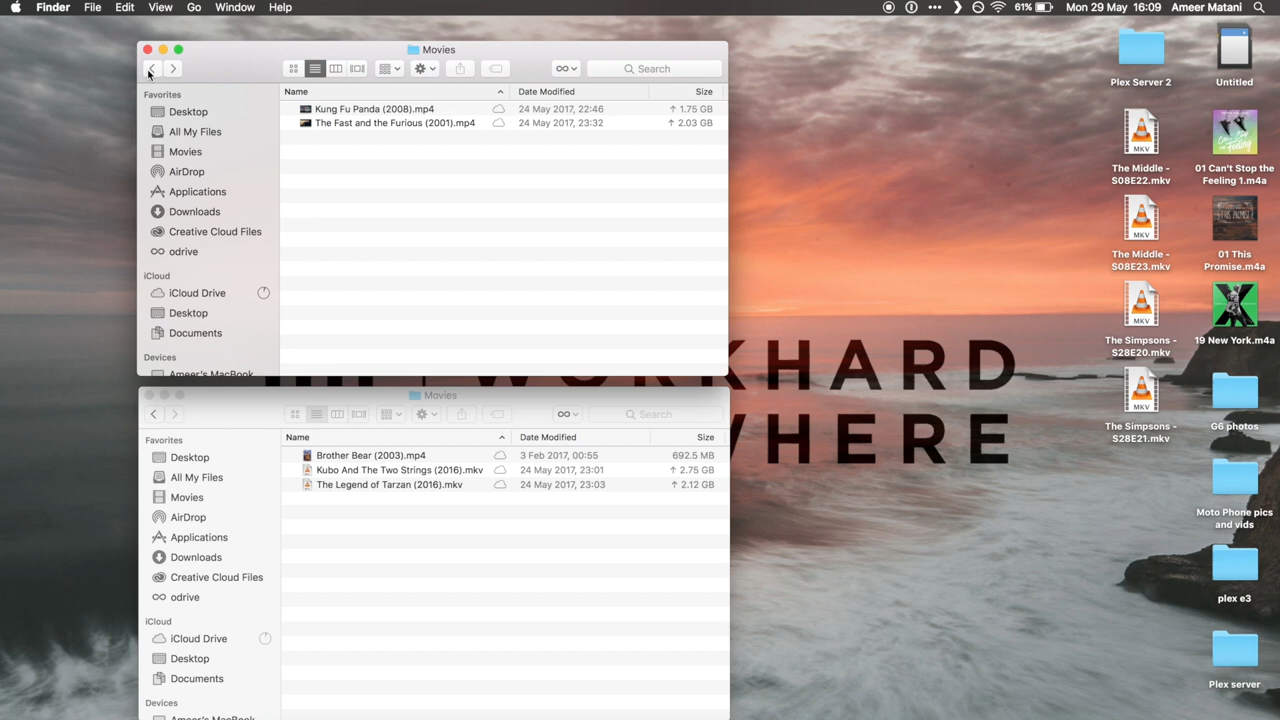 Finder File Edit View Go Window Help
61% Mon 29 May 16:09 Ameer Matani
Movies
Search
Favorites
Desktop
All My Files
Movies
AirDrop
Applications
Downloads
Creative Cloud Files
odrive
iCloud
iCloud Drive
Desktop
Documents
Devices
Ameer's MacBook
Name Date Modified Size
Kung Fu Panda (2008).mp4 24 May 2017, 22:46 ↑ 1.75 GB
The Fast and the Furious (2001).mp4 24 May 2017, 23:32 ↑ 2.03 GB
Movies
Search
Favorites
Desktop
All My Files
Movies
AirDrop
Applications
Downloads
Creative Cloud Files
odrive
iCloud
iCloud Drive
Desktop
Documents
Devices
Ameer's MacBook
Name Date Modified Size
Brother Bear (2003).mp4 3 Feb 2017, 00:55 692.5 MB
Kubo And The Two Strings (2016).mkv 24 May 2017, 23:01 ↑ 2.75 GB
The Legend of Tarzan (2016).mkv 24 May 2017, 23:03 ↑ 2.12 GB
Plex Server 2
Untitled
MKV
The Middle -
S08E22.mkv
01 Can't Stop the
Feeling 1.m4a
MKV
The Middle -
S08E23.mkv
01 This
Promise.m4a
MKV
The Simpsons -
S28E20.mkv
19 New York.m4a
MKV
The Simpsons -
S28E21.mkv
G6 photos
Moto Phone pics
and vids
plex e3
Plex server